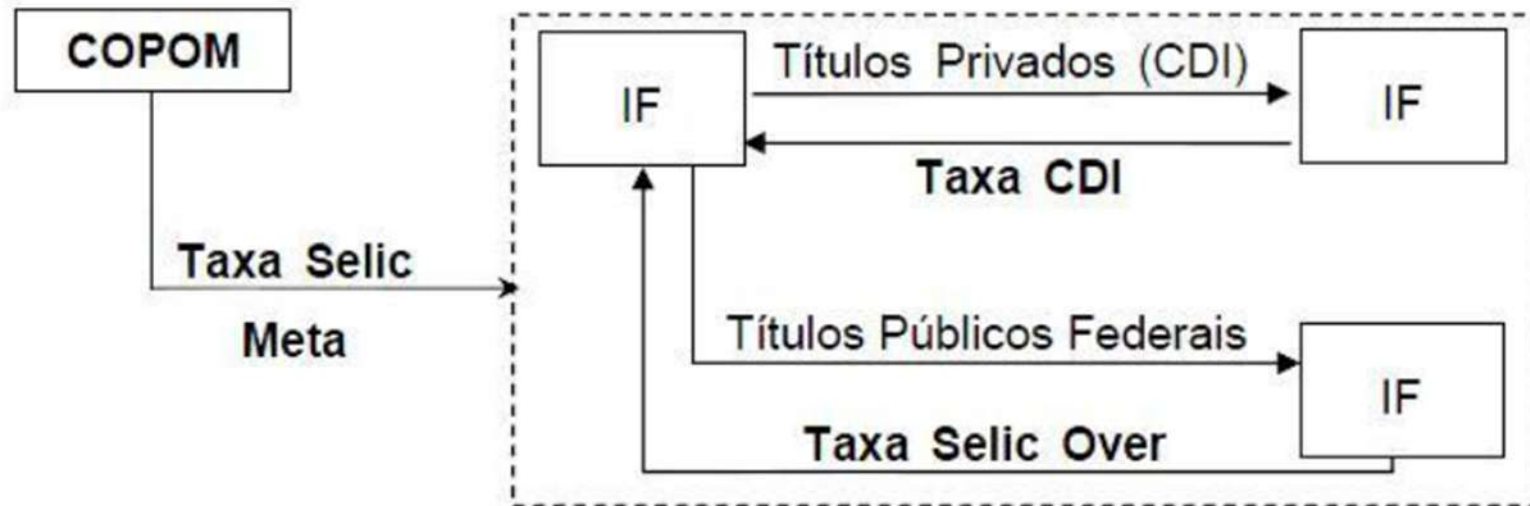 COPOM
Taxa Selic
Meta
IF
Títulos Privados (CDI)
Taxa CDI
IF
Títulos Públicos Federais
Taxa Selic Over
IF